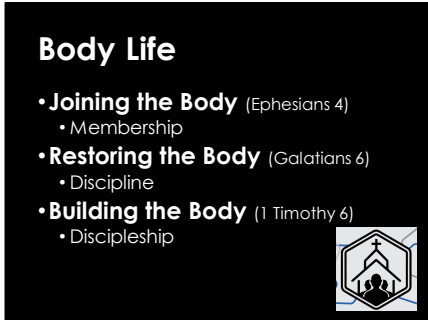 Body Life
•Joining the Body (Ephesians 4)
•Membership
•Restoring the Body (Galatians 6)
•Discipline
•Building the Body (1 Timothy 6)
•Discipleship